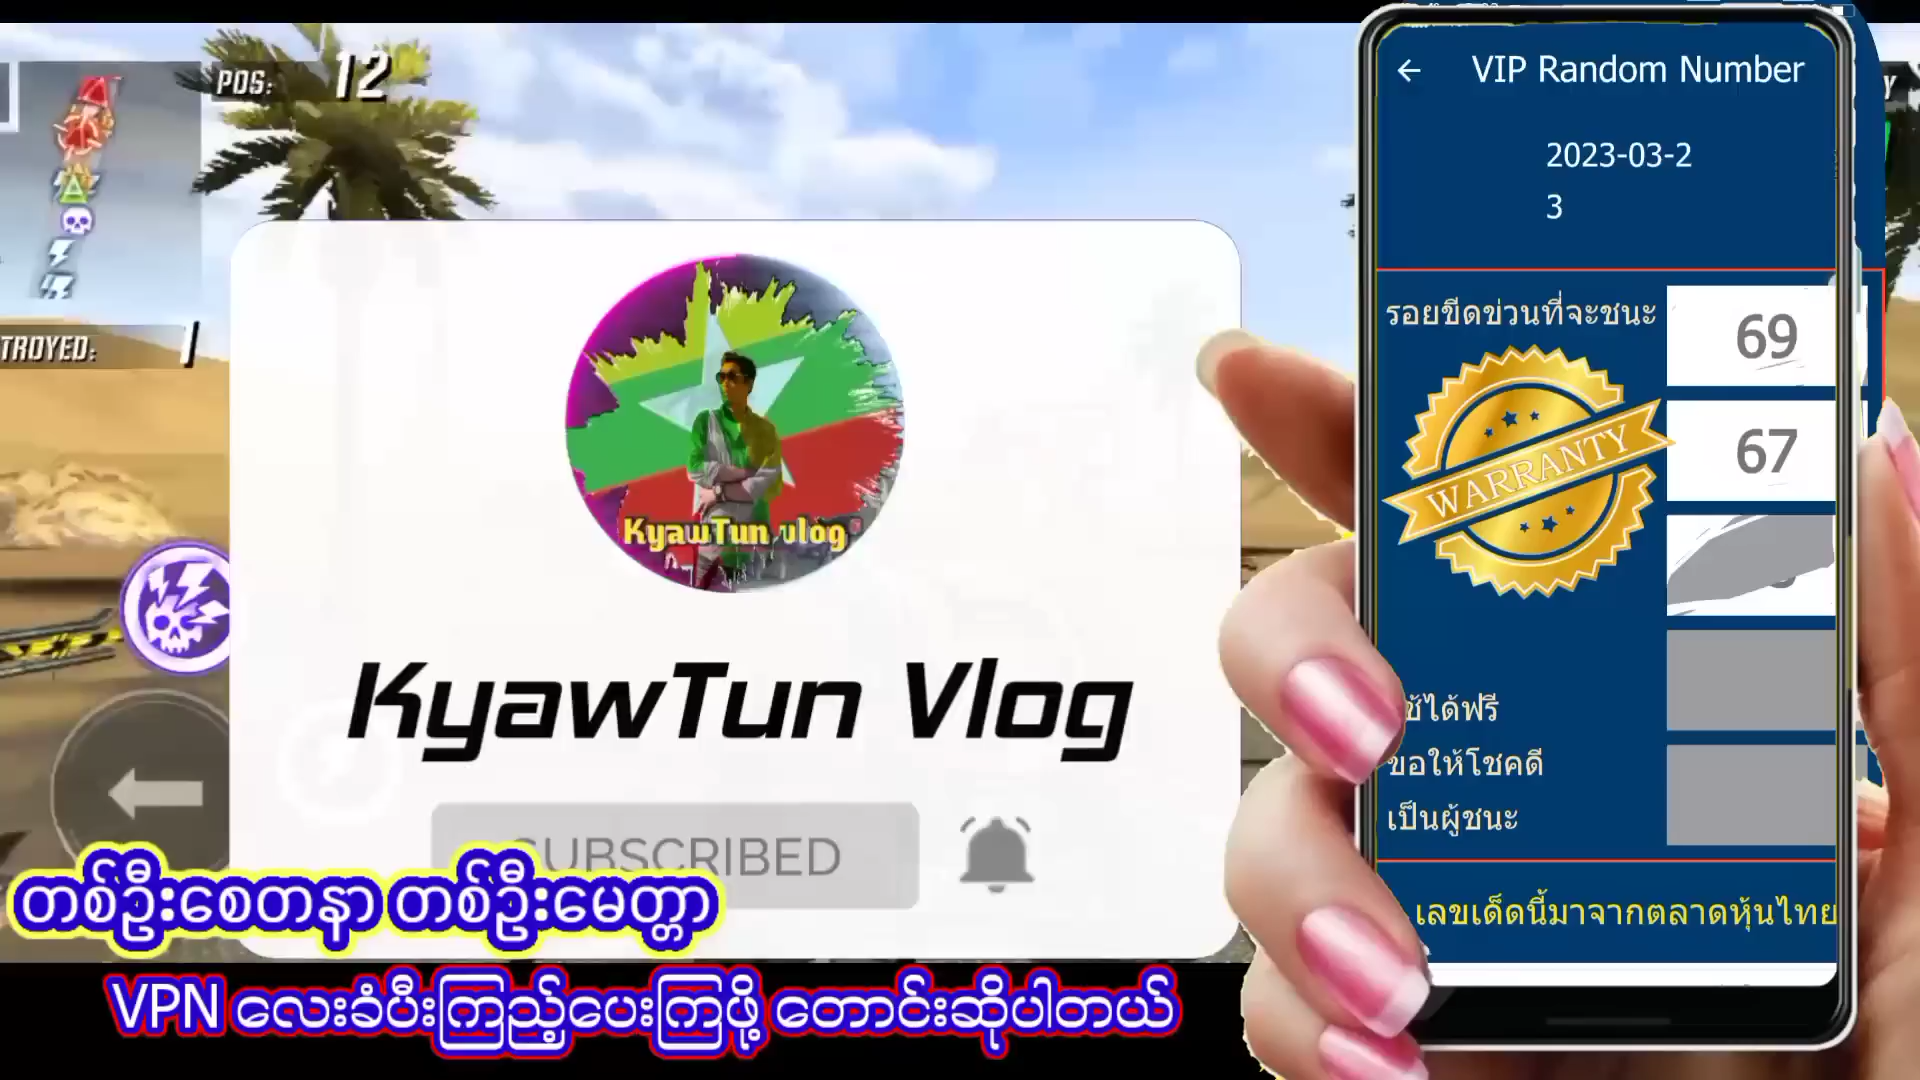 POS: 12
TROYED: 1
KyawTun vlog
KyawTun Vlog
SUBSCRIBED
တစ်ဦးစေတနာ တစ်ဦးမေတ္တာ
VPN လေးခံပီးကြည့်ပေးကြဖို့ တောင်းဆိုပါတယ်
VIP Random Number
2023-03-2
3
รอยขีดข่วนที่จะชนะ
69
67
WARRANTY
ช้ได้ฟรี
ขอให้โชคดี
เป็นผู้ชนะ
เลขเด็ดนี้มาจากตลาดหุ้นไทย